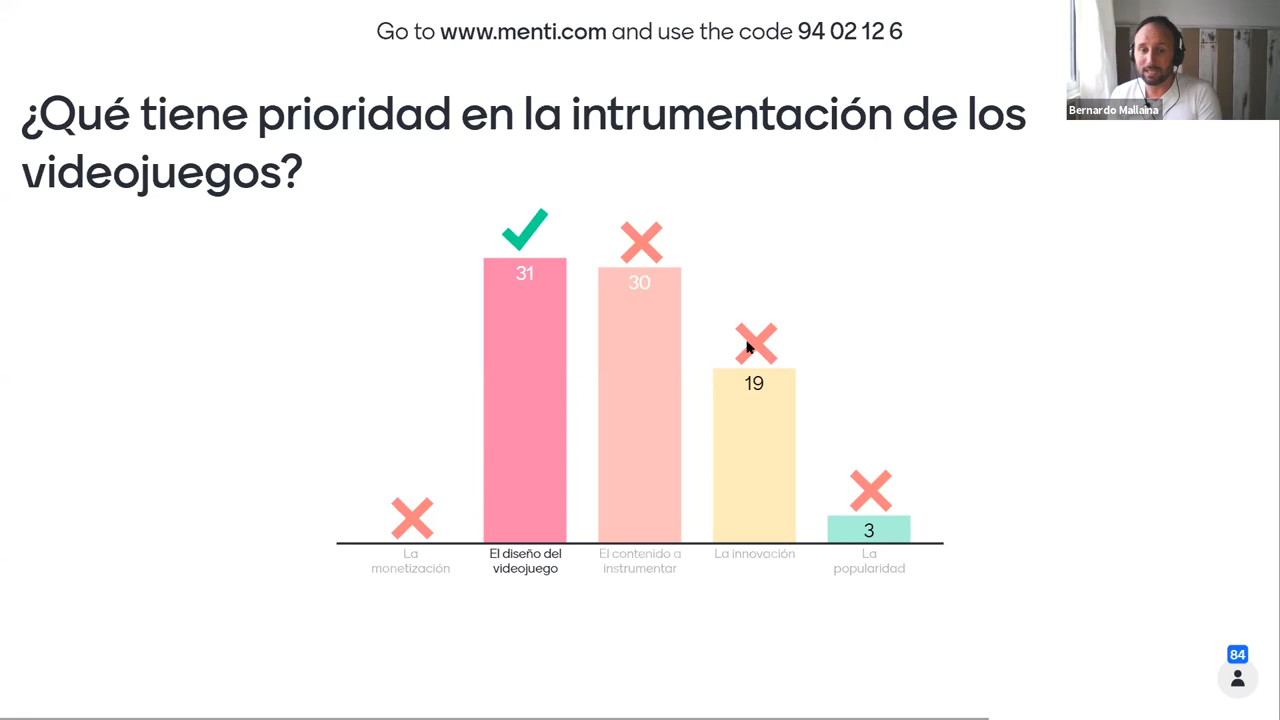 Go to www.menti.com and use the code 94 02 12 6
Bernardo Mallaina
¿Qué tiene prioridad en la intrumentación de los
videojuegos?
31
30
19
3
La
monetización
El diseño del
videojuego
El contenido a
instrumentar
La innovación
La
popularidad
84